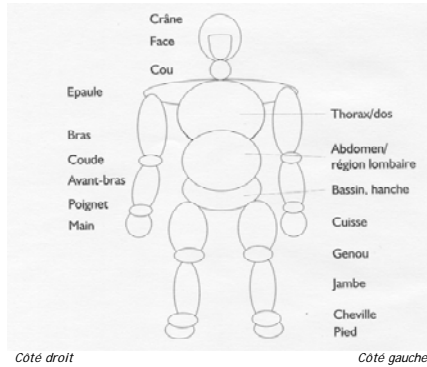 Crâne
Face
Cou
Epaule
Bras
Coude
Avant-bras
Poignet
Main
Thorax/dos
Abdomen/
région lombaire
Bassin, hanche
Cuisse
Genou
Jambe
Cheville
Pied
Côté droit
Côté gauche